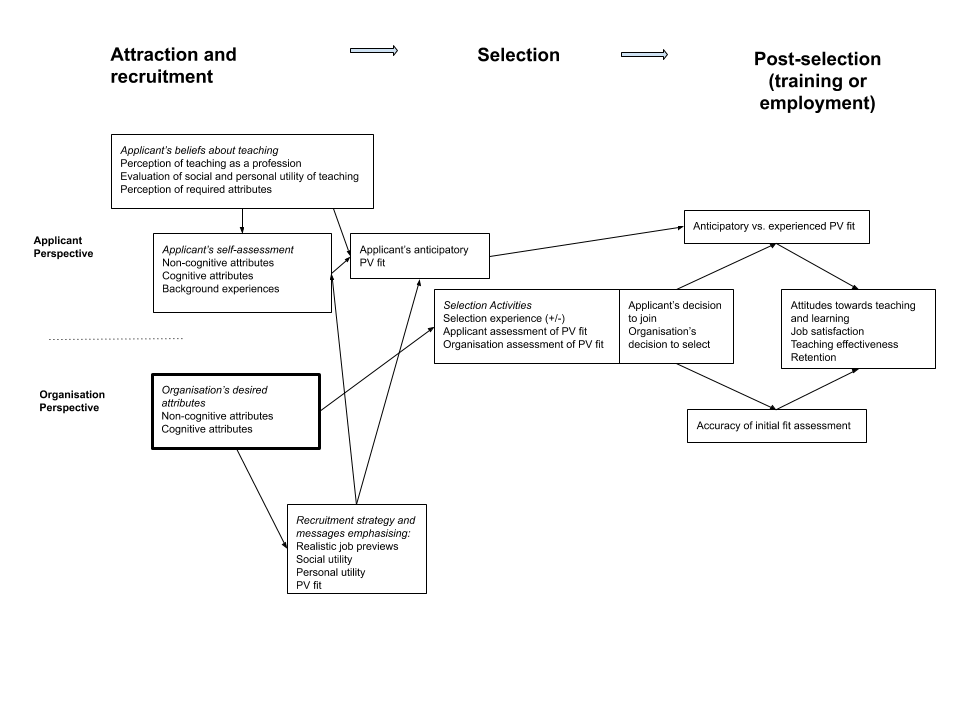 Attraction and
recruitment
Selection
Post-selection
(training or
employment)
Applicant's beliefs about teaching
Perception of teaching as a profession
Evaluation of social and personal utility of teaching
Perception of required attributes
Applicant
Perspective
Applicant's self-assessment
Non-cognitive attributes
Cognitive attributes
Background experiences
Applicant's anticipatory
PV fit
Anticipatory vs. experienced PV fit
Selection Activities
Selection experience (+/-)
Applicant assessment of PV fit
Organisation assessment of PV fit
Applicant's decision
to join
Organisation's
decision to select
Attitudes towards teaching
and learning
Job satisfaction
Teaching effectiveness
Retention
Organisation
Perspective
Organisation's desired
attributes
Non-cognitive attributes
Cognitive attributes
Accuracy of initial fit assessment
Recruitment strategy and
messages emphasising:
Realistic job previews
Social utility
Personal utility
PV fit